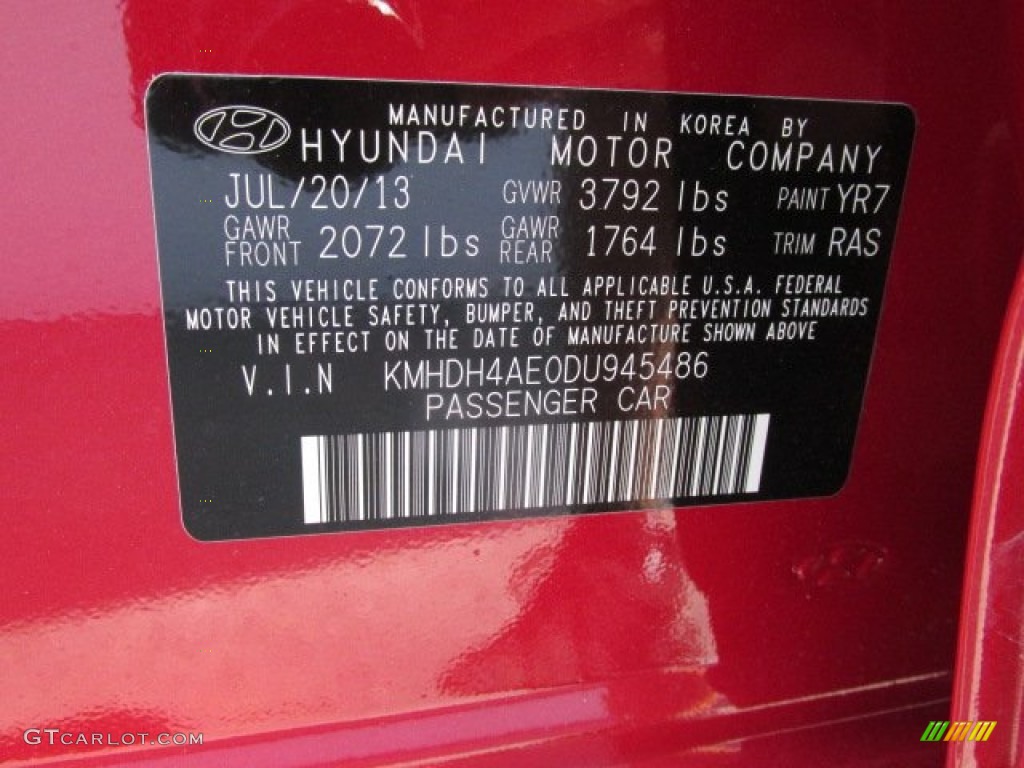 MANUFACTURED IN KOREA BY
HYUNDAI MOTOR COMPANY
JUL/20/13 GVWR 3792 lbs PAINT YR7
GAWR FRONT 2072 lbs GAWR REAR 1764 lbs TRIM RAS
THIS VEHICLE CONFORMS TO ALL APPLICABLE U.S.A. FEDERAL
MOTOR VEHICLE SAFETY, BUMPER, AND THEFT PREVENTION STANDARDS
IN EFFECT ON THE DATE OF MANUFACTURE SHOWN ABOVE
V.I.N KMHDH4AE0DU945486
PASSENGER CAR
GTCARLOT.COM